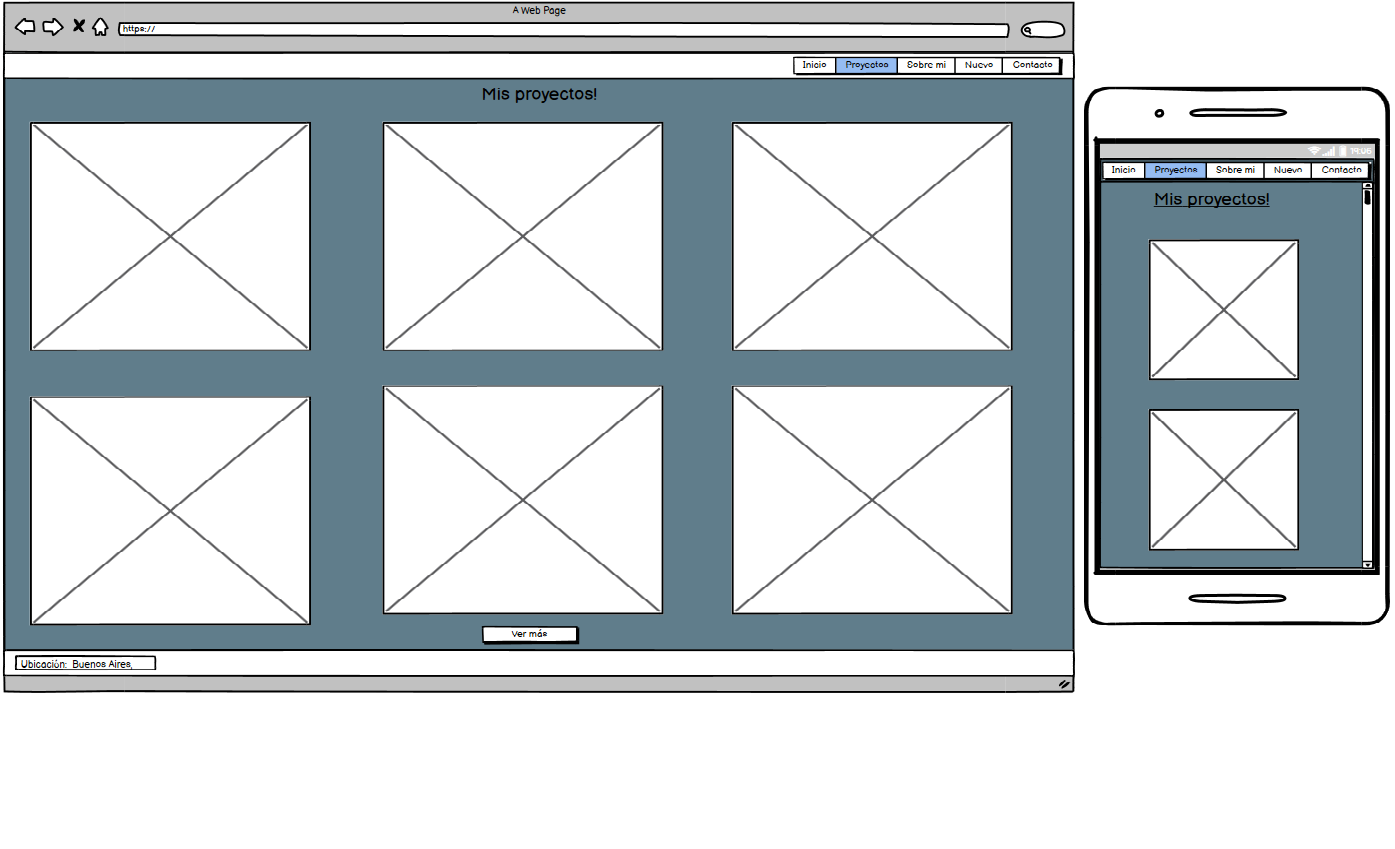 A Web Page
https://
Inicio Proyectos Sobre mi Nuevo Contacto
Mis proyectos!
Ver más
Ubicación: Buenos Aires,
19:06
Inicio Proyectos Sobre mi Nuevo Contacto
Mis proyectos!